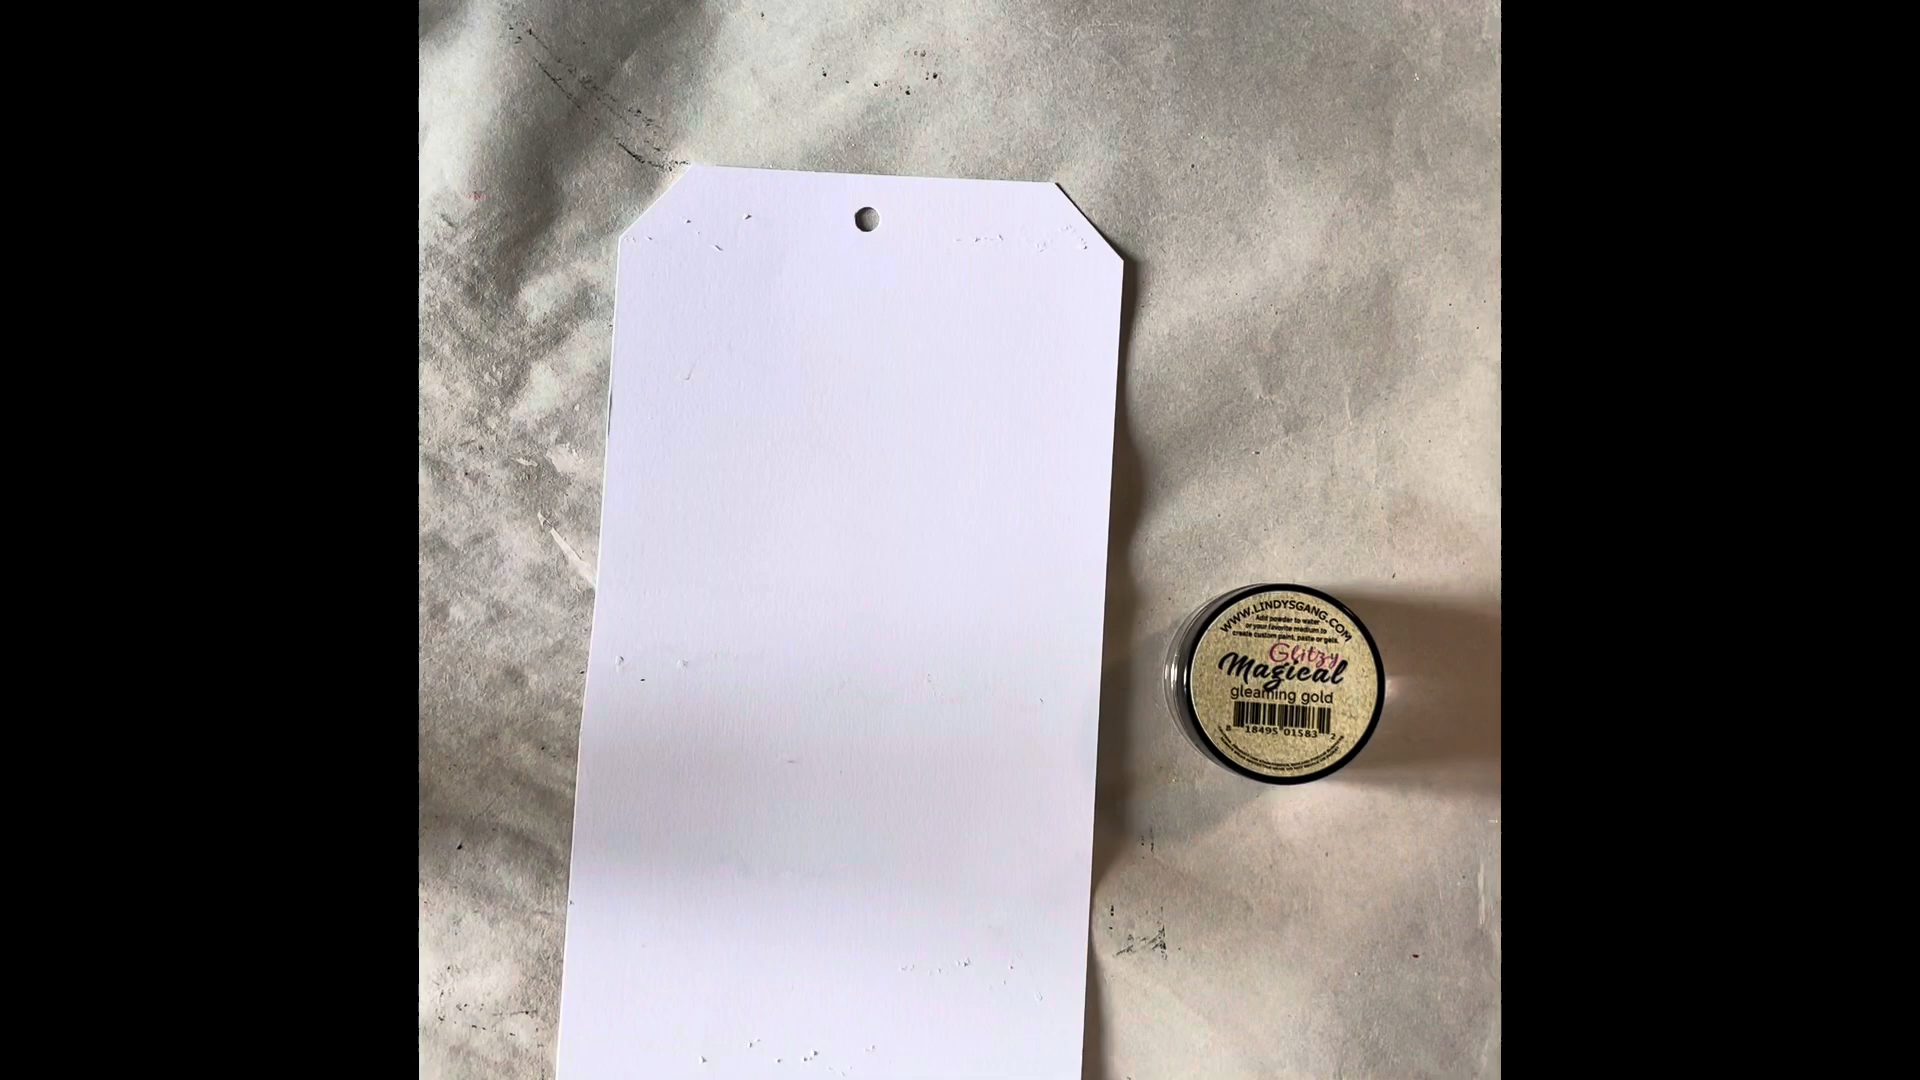 WWW.LINDYSGANG.COM
Add powder to water
or your favorite medium to
create custom paint, paste or gels.
Glitzy
Magical
gleaming gold
8 18495 01583 2